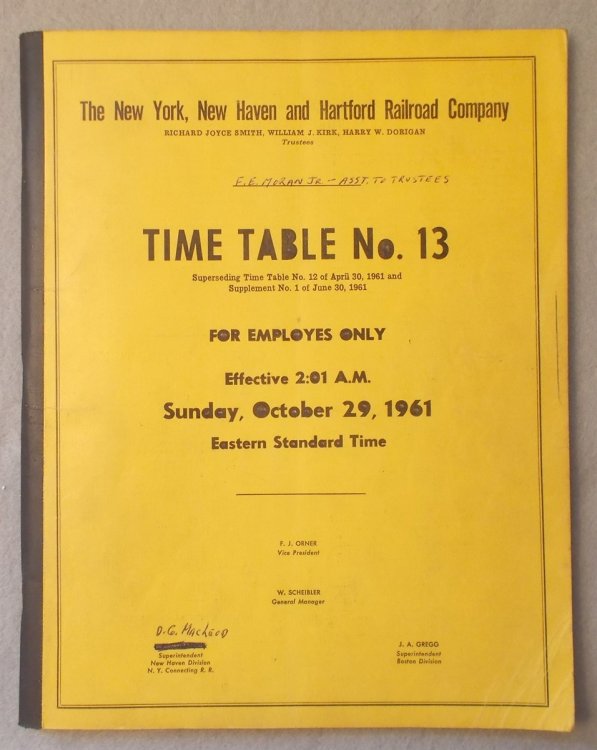 The New York, New Haven and Hartford Railroad Company
RICHARD JOYCE SMITH, WILLIAM J. KIRK, HARRY W. DORIGAN
Trustees
F.E. MORAN JR. - ASST. TO TRUSTEES
TIME TABLE No. 13
Superseding Time Table No. 12 of April 30, 1961 and
Supplement No. 1 of June 30, 1961
FOR EMPLOYES ONLY
Effective 2:01 A.M.
Sunday, October 29, 1961
Eastern Standard Time
F. J. ORNER
Vice President
W. SCHEIBLER
General Manager
D.G. MacLeod
Superintendent
New Haven Division
N. Y. Connecting R. R.
J. A. GREGG
Superintendent
Boston Division